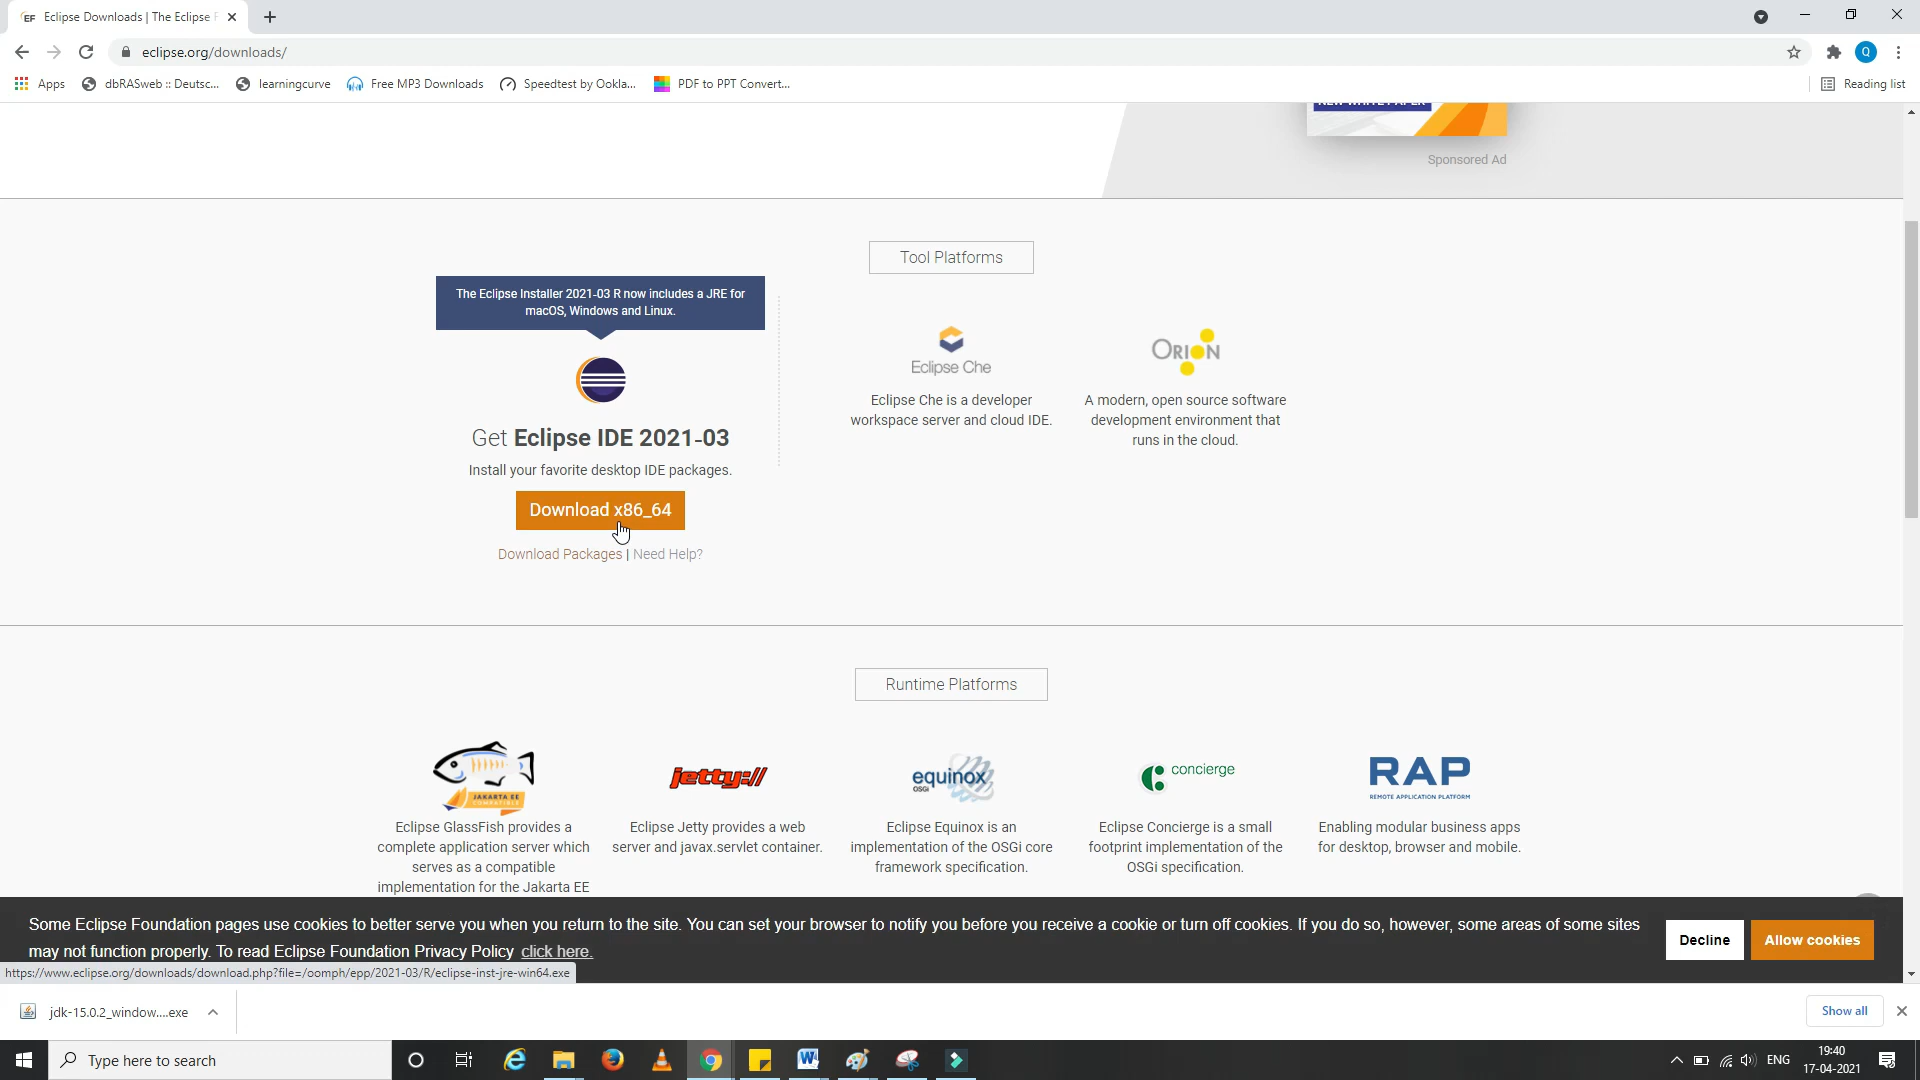 Eclipse Downloads | The Eclipse F
eclipse.org/downloads/
Q
Apps
dbRASweb :: Deutsc...
learningcurve
Free MP3 Downloads
Speedtest by Ookla...
PDF to PPT Convert...
Reading list
NEW WHITE PAPER
Sponsored Ad
Tool Platforms
The Eclipse Installer 2021-03 R now includes a JRE for
macOS, Windows and Linux.
Get Eclipse IDE 2021-03
Install your favorite desktop IDE packages.
Download x86_64
Download Packages | Need Help?
Eclipse Che
Eclipse Che is a developer
workspace server and cloud IDE.
ORION
A modern, open source software
development environment that
runs in the cloud.
Runtime Platforms
JAKARTA EE
COMPATIBLE
Eclipse GlassFish provides a
complete application server which
serves as a compatible
implementation for the Jakarta EE
jetty://
Eclipse Jetty provides a web
server and javax.servlet container.
equinox
OSGi
Eclipse Equinox is an
implementation of the OSGi core
framework specification.
concierge
Eclipse Concierge is a small
footprint implementation of the
OSGi specification.
RAP
REMOTE APPLICATION PLATFORM
Enabling modular business apps
for desktop, browser and mobile.
Some Eclipse Foundation pages use cookies to better serve you when you return to the site. You can set your browser to notify you before you receive a cookie or turn off cookies. If you do so, however, some areas of some sites
may not function properly. To read Eclipse Foundation Privacy Policy click here.
Decline
Allow cookies
https://www.eclipse.org/downloads/download.php?file=/oomph/epp/2021-03/R/eclipse-inst-jre-win64.exe
jdk-15.0.2_window....exe
Show all
Type here to search
ENG
19:40
17-04-2021